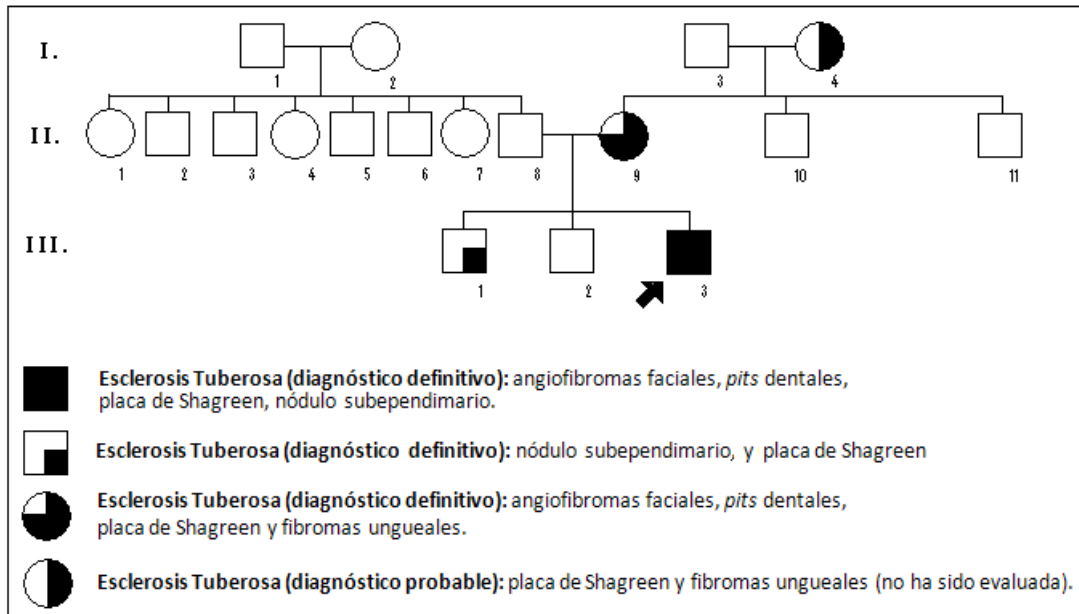 I.
1 2 3 4
II.
1 2 3 4 5 6 7 8 9 10 11
III.
1 2 3
Esclerosis Tuberosa (diagnóstico definitivo): angiofibromas faciales, pits dentales,
placa de Shagreen, nódulo subependimario.
Esclerosis Tuberosa (diagnóstico definitivo): nódulo subependimario, y placa de Shagreen
Esclerosis Tuberosa (diagnóstico definitivo): angiofibromas faciales, pits dentales,
placa de Shagreen y fibromas ungueales.
Esclerosis Tuberosa (diagnóstico probable): placa de Shagreen y fibromas ungueales (no ha sido evaluada).